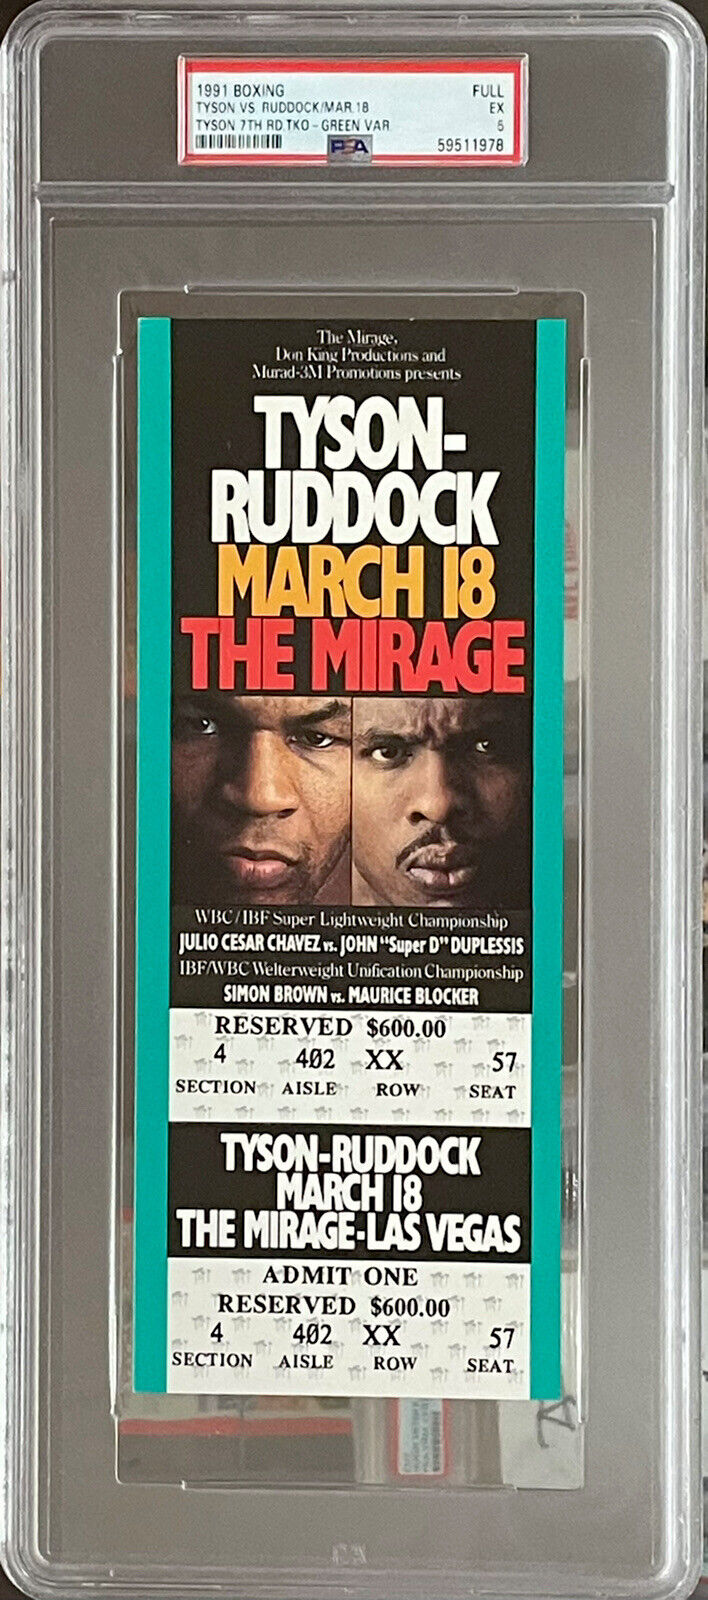 1991 BOXING FULL
TYSON VS. RUDDOCK/MAR.18 EX
TYSON 7TH RD.TKO-GREEN VAR. 5
PSA 59511978
The Mirage,
Don King Productions and
Murad-3M Promotions presents
TYSON-
RUDDOCK
MARCH 18
THE MIRAGE
WBC/IBF Super Lightweight Championship
JULIO CESAR CHAVEZ vs. JOHN "Super D" DUPLESSIS
IBF/WBC Welterweight Unification Championship
SIMON BROWN vs. MAURICE BLOCKER
RESERVED $600.00
4 402 XX 57
SECTION AISLE ROW SEAT
TYSON-RUDDOCK
MARCH 18
THE MIRAGE-LAS VEGAS
ADMIT ONE
RESERVED $600.00
4 402 XX 57
SECTION AISLE ROW SEAT